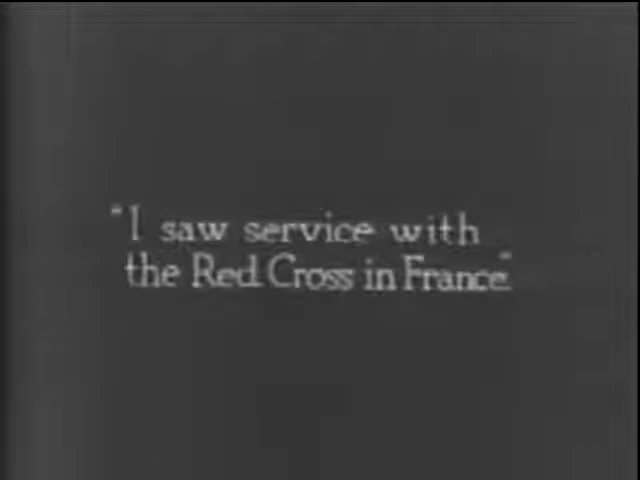 "I saw service with
the Red Cross in France"